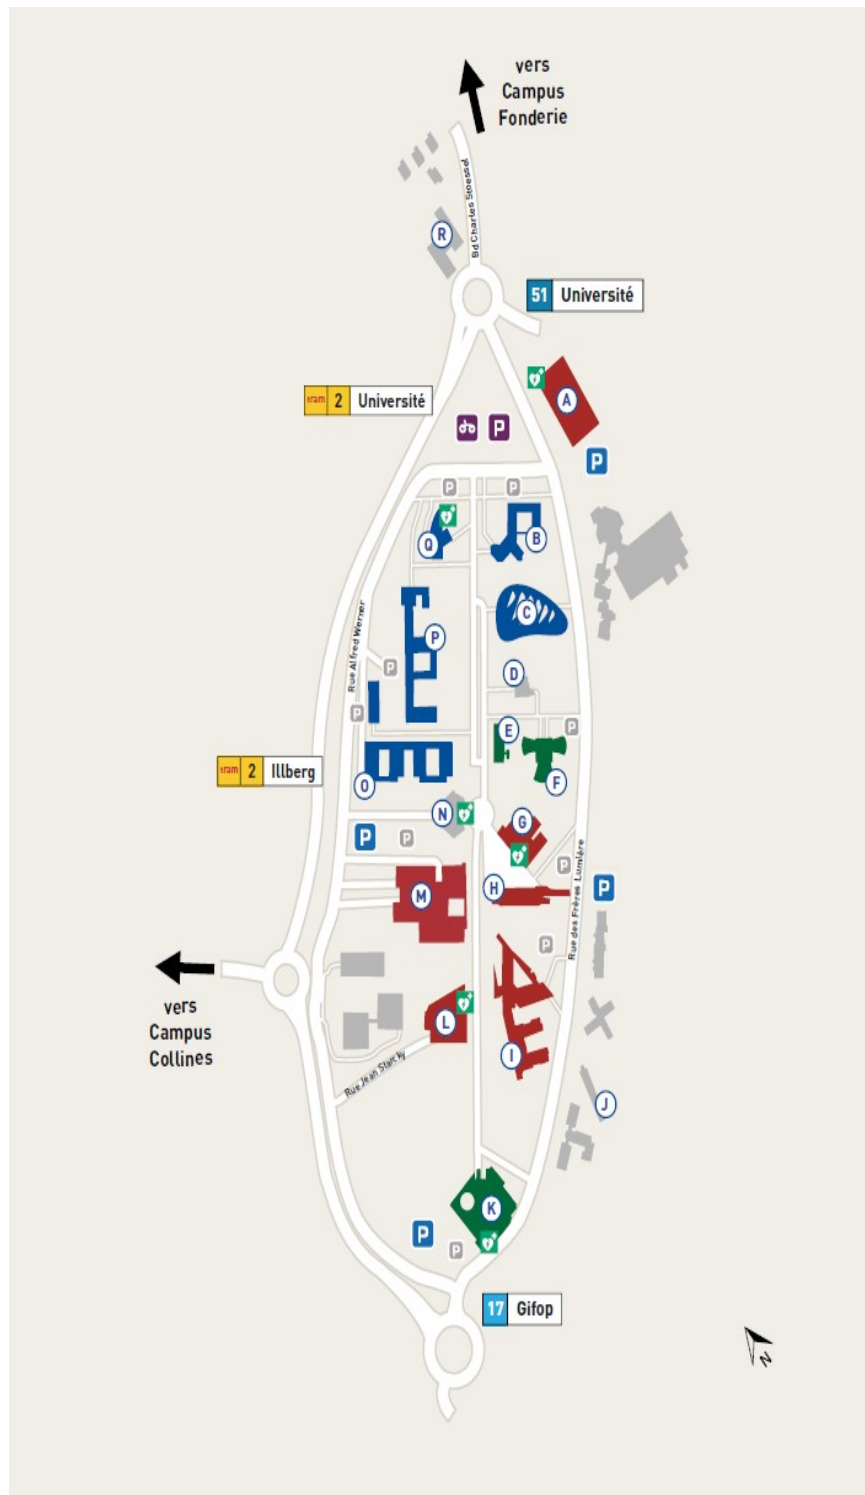 vers
Campus
Fonderie
Bd Charles Stoessel
R
51 Université
A
tram 2 Université
P
P
P
P
Q
B
C
Rue Alfred Werner
P
P
D
P
E
P
F
tram 2 Illberg
O
N
G
P
P
P
H
P
M
Rue des Frères Lumière
P
vers
Campus
Collines
L
I
Rue Jean Starcky
J
K
P
P
17 Gifop
N